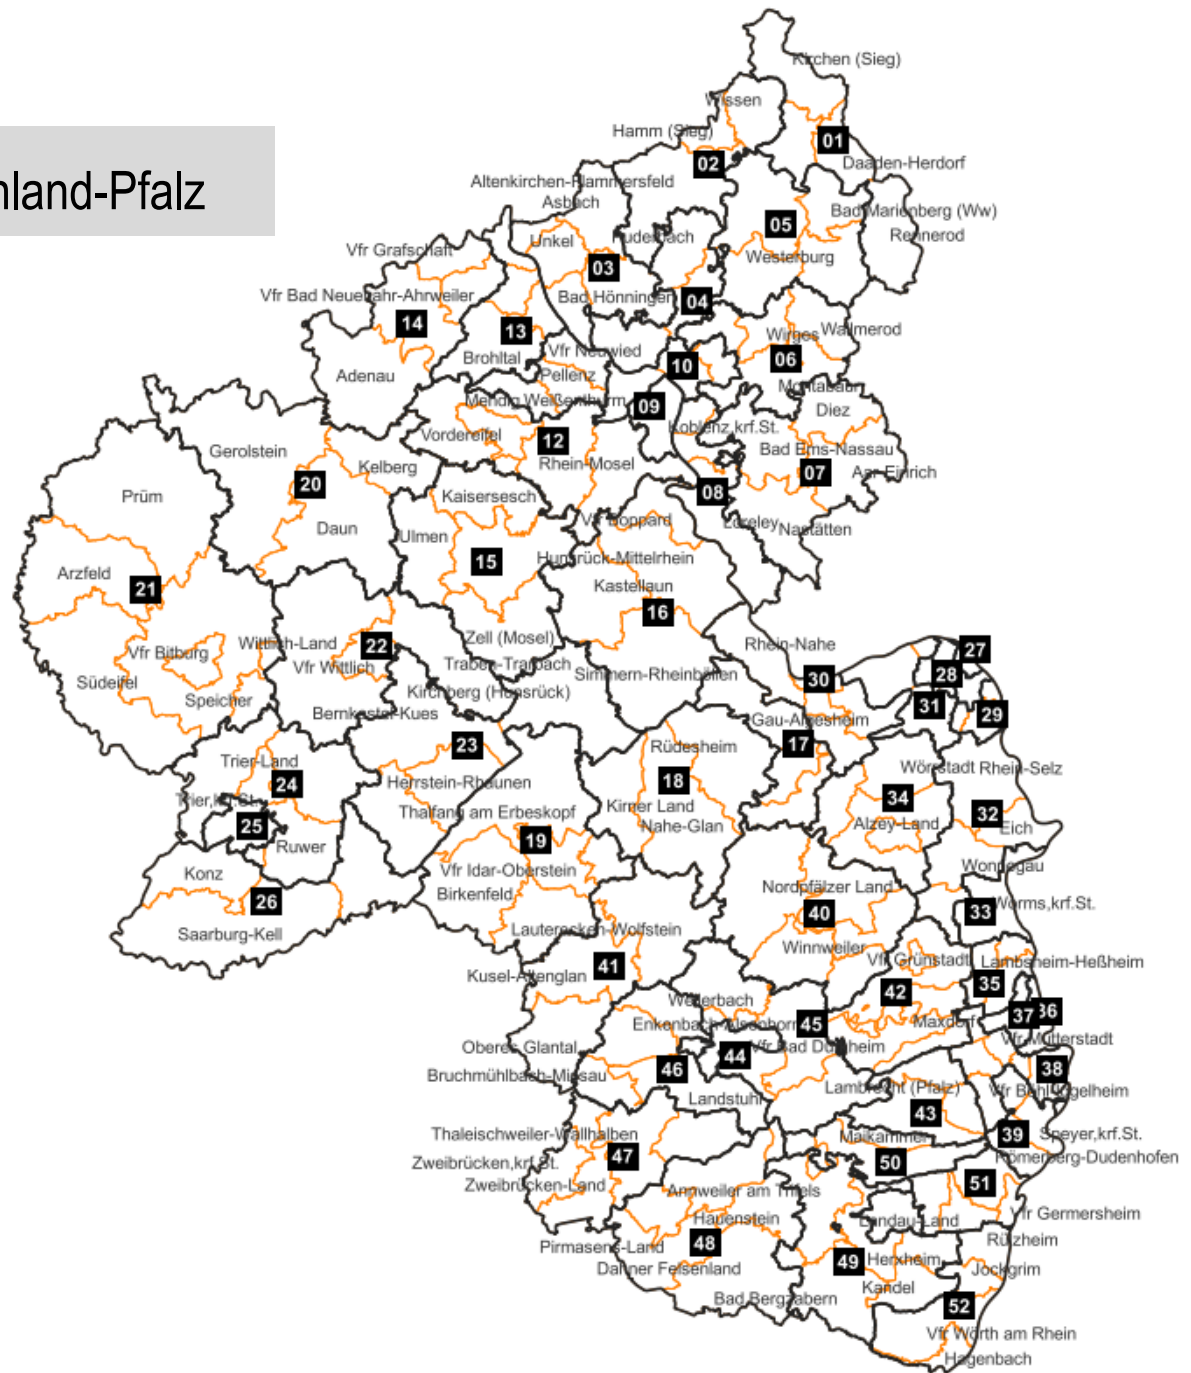 Kirchen (Sieg)
Wissen
Hamm (Sieg)
01
02
Daaden-Herdorf
nland-Pfalz
Altenkirchen-Flammersfeld
Asbach
Bad Marienberg (Ww)
05
Rennerod
Unkel
Puderbach
Vfr Grafschaft
Westerburg
03
Vfr Bad Neuenahr-Ahrweiler
Bad Hönningen
04
14
13
Wirges
Wallmerod
Brohltal
Vfr Neuwied
10
06
Adenau
Pellenz
Montabaur
Mendig
Weißenthurm
09
Diez
Vordereifel
12
Koblenz,krf.St.
Gerolstein
Kelberg
Rhein-Mosel
Bad Ems-Nassau
07
Aar-Einrich
20
Prüm
Kaisersesch
08
Daun
Ulmen
Vfr Boppard
Loreley
Nastätten
15
Hunsrück-Mittelrhein
Arzfeld
21
Kastellaun
16
Wittlich-Land
22
Zell (Mosel)
Rhein-Nahe
27
Vfr Bitburg
Vfr Wittlich
Traben-Trarbach
Simmern-Rheinböllen
30
28
Südeifel
Speicher
Kirchberg (Hunsrück)
31
29
Bernkastel-Kues
Gau-Algesheim
23
17
Rüdesheim
Trier-Land
Wörrstadt
Rhein-Selz
24
Herrstein-Rhaunen
18
34
Trier,krf.St.
Thalfang am Erbeskopf
Kirner Land
32
25
Nahe-Glan
Alzey-Land
Eich
Ruwer
19
Konz
Vfr Idar-Oberstein
Wonnegau
26
Birkenfeld
Nordpfälzer Land
33
Worms,krf.St.
Saarburg-Kell
Lauterecken-Wolfstein
40
Winnweiler
Kusel-Altenglan
41
Vfr Grünstadt
Lambsheim-Heßheim
42
35
Weilerbach
Enkenbach-Alsenborn
45
Maxdorf
37
36
Oberes Glantal
44
Vfr Bad Dürkheim
Vfr Mutterstadt
Bruchmühlbach-Miesau
46
38
Landstuhl
Lambrecht (Pfalz)
Vfr Böhl-Iggelheim
43
Thaleischweiler-Wallhalben
Maikammer
39
Speyer,krf.St.
Zweibrücken,krf.St.
47
50
Römerberg-Dudenhofen
Zweibrücken-Land
Annweiler am Trifels
51
Hauenstein
Landau-Land
Vfr Germersheim
Pirmasens-Land
48
Rülzheim
Dahner Felsenland
49
Herxheim
Jockgrim
Kandel
Bad Bergzabern
52
Vfr Wörth am Rhein
Hagenbach